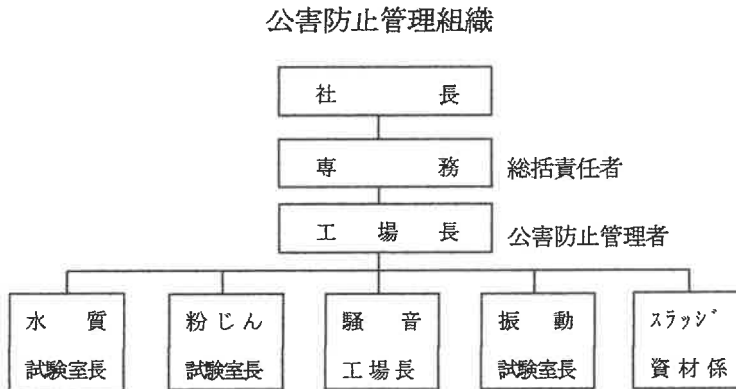 公害防止管理組織
社長
専務 総括責任者
工場長 公害防止管理者
水質 粉じん 騒音 振動 ｽﾗｯｼﾞ
試験室長 試験室長 工場長 試験室長 資材係